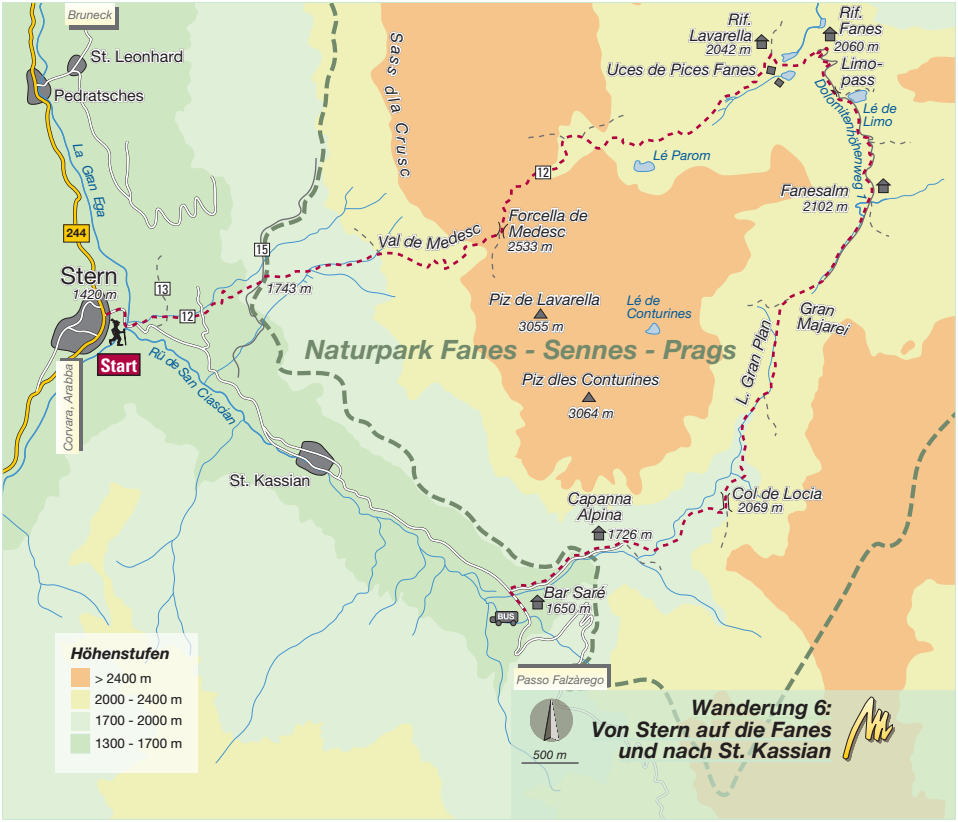 Bruneck
St. Leonhard
Pedratsches
La Gran Ega
244
Stern
1420 m
Start
Corvara, Arabba
13
12
15
1743 m
Rü de San Ciascian
St. Kassian
Sass dla Crusc
Val de Medesc
12
Forcella de
Medesc
2533 m
Piz de Lavarella
3055 m
Lé de
Conturines
Naturpark Fanes - Sennes - Prags
Piz dles Conturines
3064 m
Lé Parom
Rif.
Lavarella
2042 m
Uces de Pices Fanes
Rif.
Fanes
2060 m
Limo-
pass
Lé de
Limo
Dolomitenhöhenweg 1
Fanesalm
2102 m
Gran
Majarej
L. Gran Plan
Col de Locia
2069 m
Capanna
Alpina
1726 m
Bar Saré
1650 m
BUS
Passo Falzàrego
Höhenstufen
> 2400 m
2000 - 2400 m
1700 - 2000 m
1300 - 1700 m
500 m
Wanderung 6:
Von Stern auf die Fanes
und nach St. Kassian